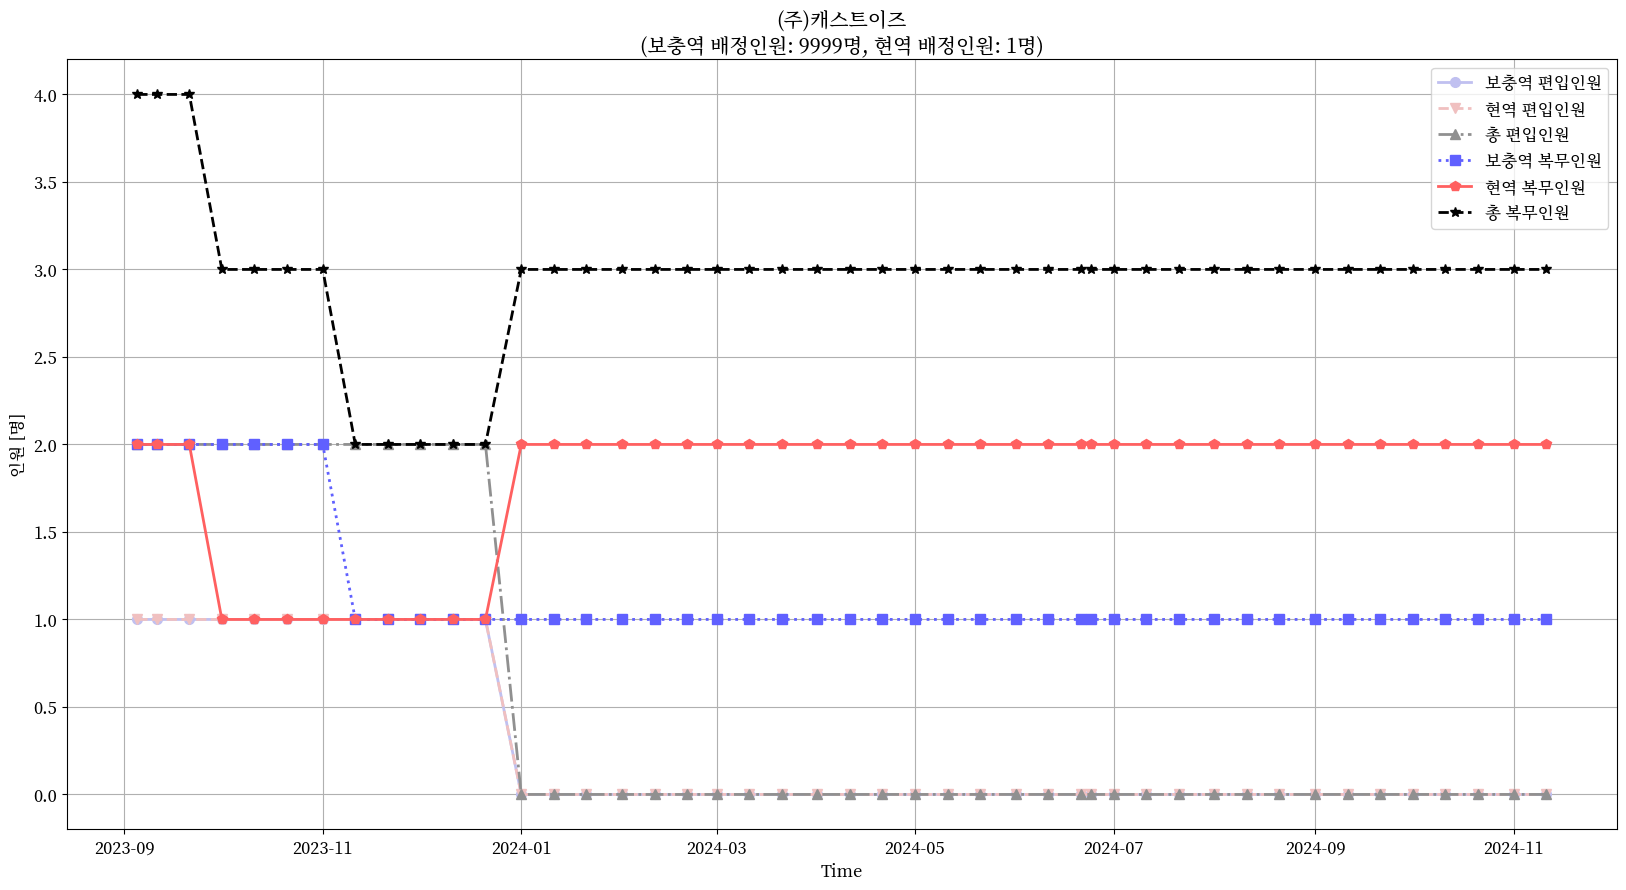 (주)캐스트이즈
(보충역 배정인원: 9999명, 현역 배정인원: 1명)
보충역 편입인원
현역 편입인원
총 편입인원
보충역 복무인원
현역 복무인원
총 복무인원
인원 [명]
4.0
3.5
3.0
2.5
2.0
1.5
1.0
0.5
0.0
2023-09 2023-11 2024-01 2024-03 2024-05 2024-07 2024-09 2024-11
Time